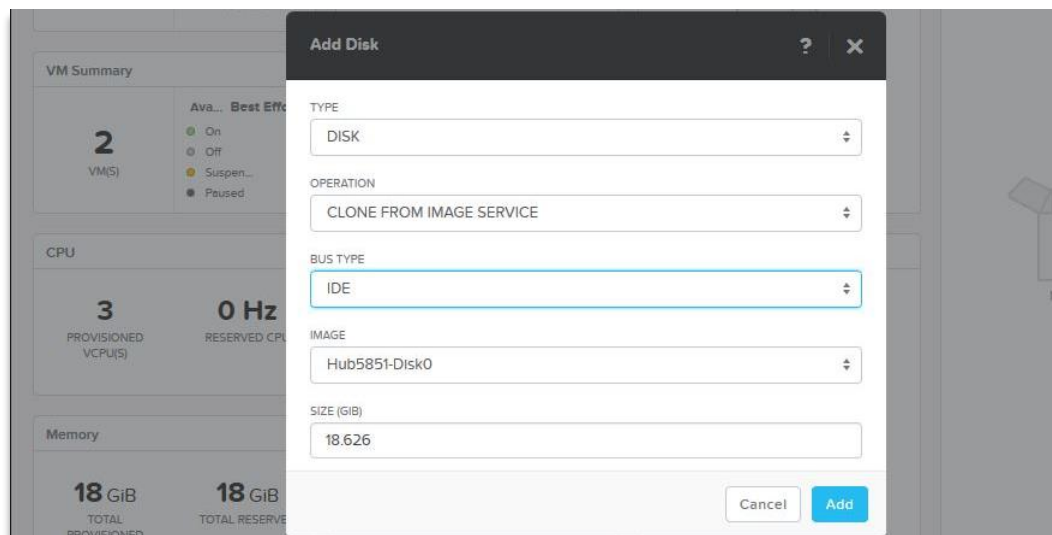 Add Disk
?
VM Summary
Ava... Best Effo
2
VM(S)
On
Off
Suspen...
Paused
CPU
3
PROVISIONED
VCPU(S)
0 Hz
RESERVED CPU
Memory
18 GiB
TOTAL
PROVISIONED
18 GiB
TOTAL RESERVE
TYPE
DISK
OPERATION
CLONE FROM IMAGE SERVICE
BUS TYPE
IDE
IMAGE
Hub5851-Disk0
SIZE (GIB)
18.626
Cancel
Add